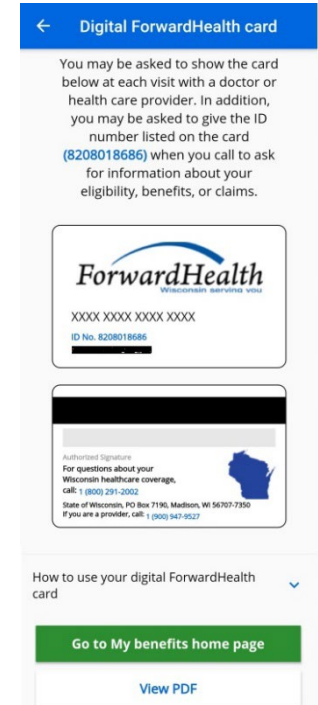 Digital ForwardHealth card
You may be asked to show the card
below at each visit with a doctor or
health care provider. In addition,
you may be asked to give the ID
number listed on the card
(8208018686) when you call to ask
for information about your
eligibility, benefits, or claims.
ForwardHealth
Wisconsin serving you
XXXX XXXX XXXX XXXX
ID No. 8208018686
Authorized Signature
For questions about your
Wisconsin healthcare coverage,
call: 1 (800) 291-2002
State of Wisconsin, PO Box 7190, Madison, WI 56707-7350
If you are a provider, call: 1 (900) 947-9527
How to use your digital ForwardHealth
card
Go to My benefits home page
View PDF